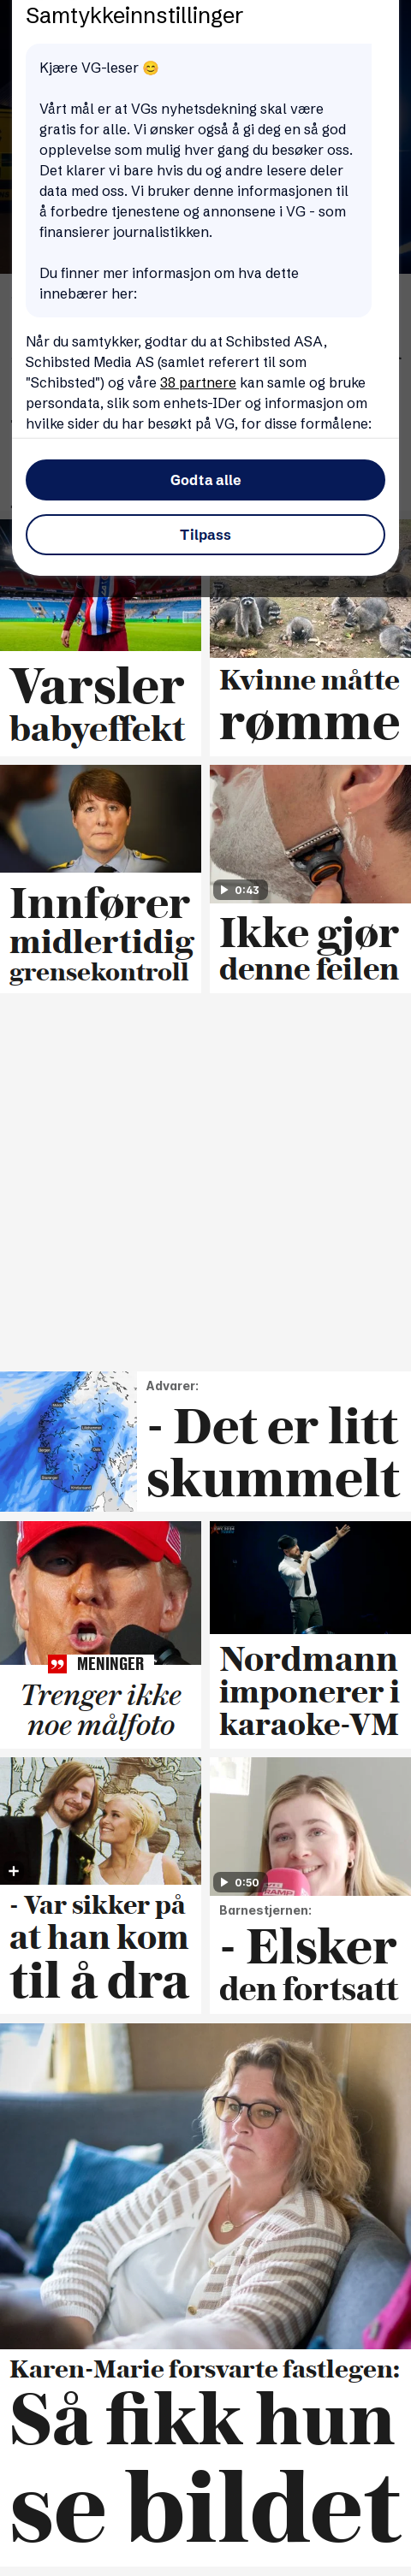 Samtykkeinnstillinger
Kjære VG-leser 😊
Vårt mål er at VGs nyhetsdekning skal være
gratis for alle. Vi ønsker også å gi deg en så god
opplevelse som mulig hver gang du besøker oss.
Det klarer vi bare hvis du og andre lesere deler
data med oss. Vi bruker denne informasjonen til
å forbedre tjenestene og annonsene i VG - som
finansierer journalistikken.
Du finner mer informasjon om hva dette
innebærer her:
Når du samtykker, godtar du at Schibsted ASA,
Schibsted Media AS (samlet referert til som
"Schibsted") og våre 38 partnere kan samle og bruke
persondata, slik som enhets-IDer og informasjon om
hvilke sider du har besøkt på VG, for disse formålene:
Godta alle
Tilpass
Varsler
babyeffekt
Kvinne måtte
rømme
Innfører
midlertidig
grensekontroll
0:43
Ikke gjør
denne feilen
Advarer:
- Det er litt
skummelt
MENINGER
Trenger ikke
noe målfoto
Nordmann
imponerer i
karaoke-VM
- Var sikker på
at han kom
til å dra
0:50
Barnestjernen:
- Elsker
den fortsatt
Karen-Marie forsvarte fastlegen:
Så fikk hun
se bildet